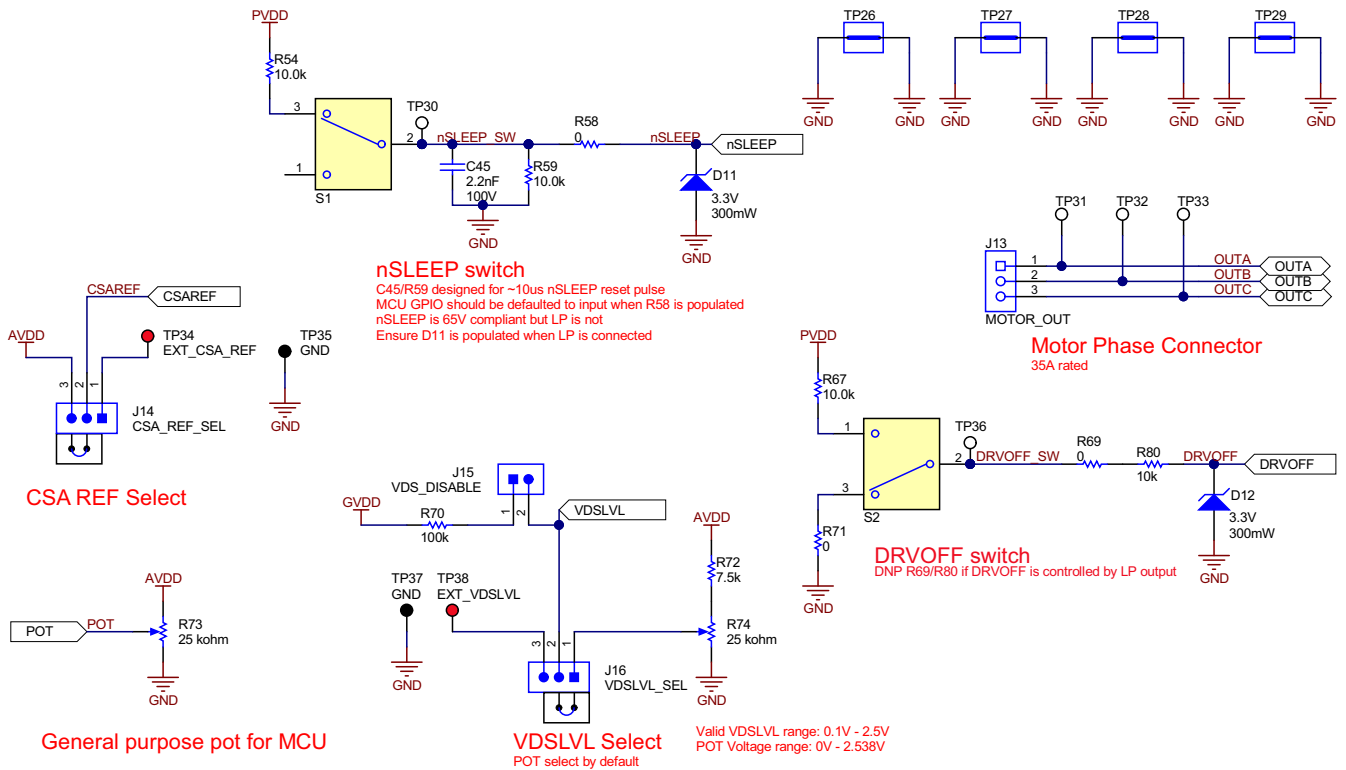 PVDD
R54
10.0k
3
1
S1
2
TP30
nSLEEP_SW
C45
2.2nF
100V
R59
10.0k
GND
R58
0
nSLEEP
nSLEEP
D11
3.3V
300mW
GND
nSLEEP switch
C45/R59 designed for ~10us nSLEEP reset pulse
MCU GPIO should be defaulted to input when R58 is populated
nSLEEP is 65V compliant but LP is not
Ensure D11 is populated when LP is connected
TP26
GND
GND
TP27
GND
GND
TP28
GND
GND
TP29
GND
GND
TP31
TP32
TP33
J13
1
2
3
OUTA
OUTB
OUTC
OUTA
OUTB
OUTC
MOTOR_OUT
Motor Phase Connector
35A rated
CSAREF
CSAREF
AVDD
TP34
EXT_CSA_REF
TP35
GND
GND
3
2
1
J14
CSA_REF_SEL
CSA REF Select
PVDD
R67
10.0k
1
3
S2
2
TP36
DRVOFF_SW
R69
0
R80
10k
DRVOFF
DRVOFF
D12
3.3V
300mW
GND
R71
0
GND
DRVOFF switch
DNP R69/R80 if DRVOFF is controlled by LP output
J15
VDS_DISABLE
GVDD
R70
100k
1
2
VDSLVL
AVDD
R72
7.5k
R74
25 kohm
GND
TP37
GND
GND
TP38
EXT_VDSLVL
3
2
1
J16
VDSLVL_SEL
VDSLVL Select
POT select by default
Valid VDSLVL range: 0.1V - 2.5V
POT Voltage range: 0V - 2.538V
AVDD
POT
POT
R73
25 kohm
GND
General purpose pot for MCU